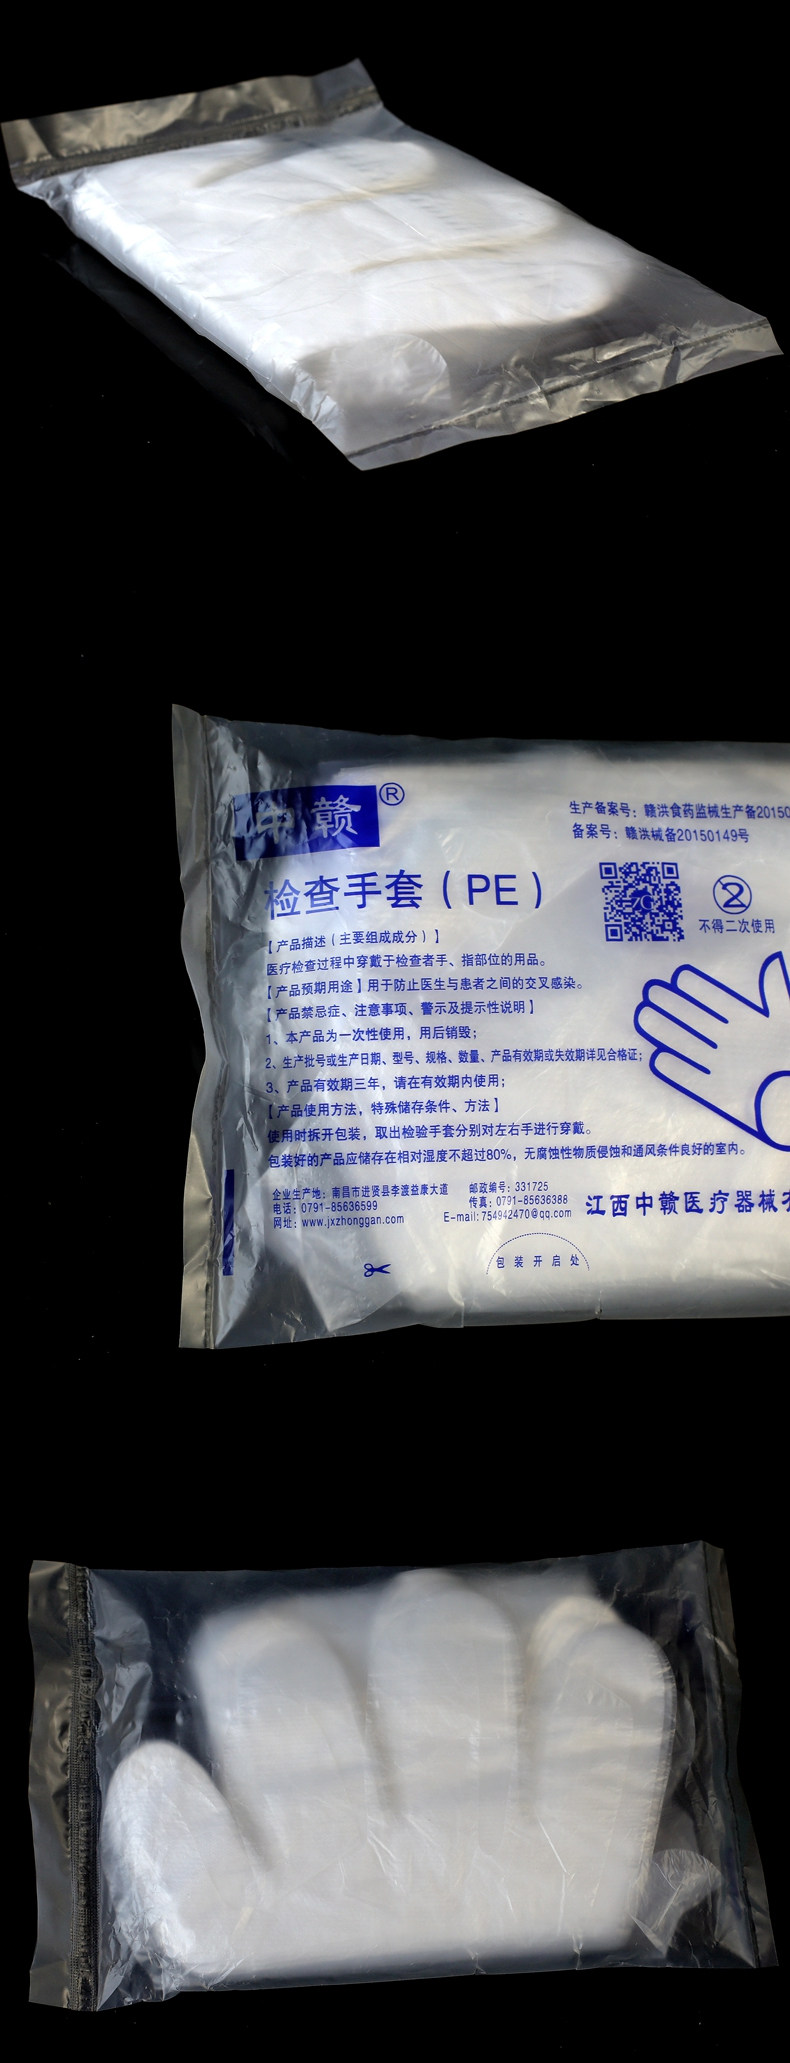 中赣®
生产备案号：赣洪食药监械生产备20150
备案号：赣洪械备20150149号
检查手套（PE）
不得二次使用
【产品描述（主要组成成分）】
医疗检查过程中穿戴于检查者手、指部位的用品。
【产品预期用途】用于防止医生与患者之间的交叉感染。
【产品禁忌症、注意事项、警示及提示性说明】
1、本产品为一次性使用，用后销毁；
2、生产批号或生产日期、型号、规格、数量、产品有效期或失效期详见合格证；
3、产品有效期三年，请在有效期内使用；
【产品使用方法，特殊储存条件、方法】
使用时拆开包装，取出检验手套分别对左右手进行穿戴。
包装好的产品应储存在相对湿度不超过80%，无腐蚀性物质侵蚀和通风条件良好的室内。
企业生产地：南昌市进贤县李渡益康大道 邮政编号：331725
电话：0791-85636599 传真：0791-85636388
网址：www.jxzhonggan.com E-mail:754942470@qq.com
江西中赣医疗器械
包装开启处